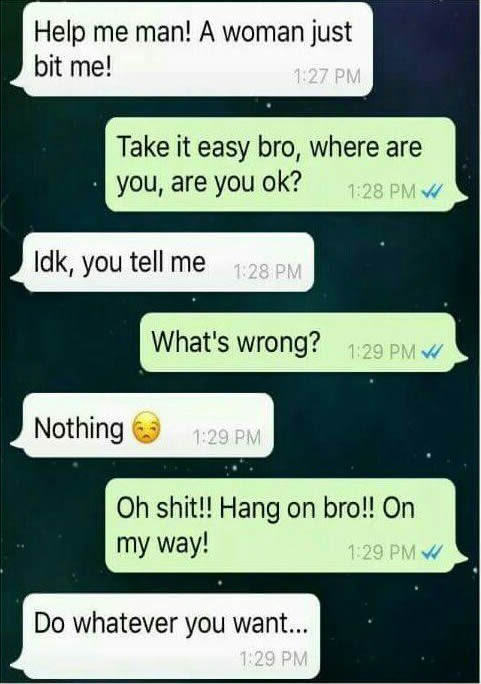 Help me man! A woman just
bit me!
1:27 PM
Take it easy bro, where are
you, are you ok?
1:28 PM
Idk, you tell me
1:28 PM
What's wrong?
1:29 PM
Nothing 😒
1:29 PM
Oh shit!! Hang on bro!! On
my way!
1:29 PM
Do whatever you want...
1:29 PM